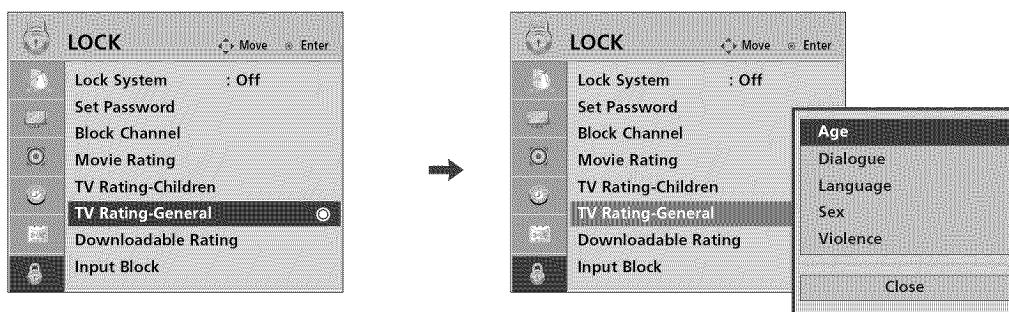 LOCK
Move Enter
Lock System : Off
Set Password
Block Channel
Movie Rating
TV Rating-Children
TV Rating-General
Downloadable Rating
Input Block
LOCK
Move Enter
Lock System : Off
Set Password
Block Channel
Movie Rating
TV Rating-Children
TV Rating-General
Downloadable Rating
Input Block
Age
Dialogue
Language
Sex
Violence
Close